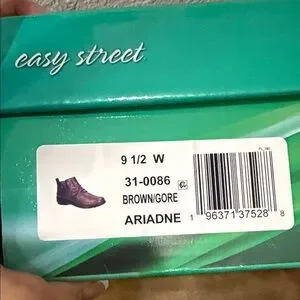 easy street
9 1/2 W
31-0086
BROWN/GORE
ARIADNE
1 96371 37528 8